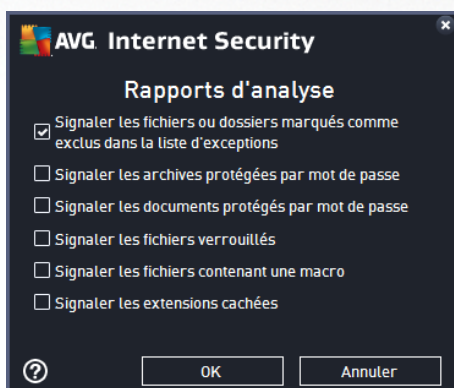 AVG. Internet Security
Rapports d'analyse
Signaler les fichiers ou dossiers marqués comme
exclus dans la liste d'exceptions
Signaler les archives protégées par mot de passe
Signaler les documents protégés par mot de passe
Signaler les fichiers verrouillés
Signaler les fichiers contenant une macro
Signaler les extensions cachées
?
OK
Annuler